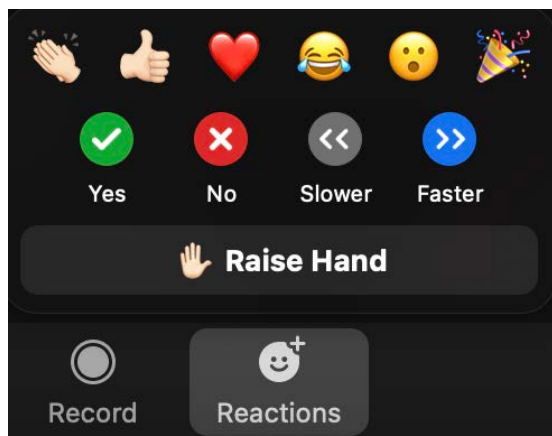 Yes No Slower Faster
Raise Hand
Record Reactions